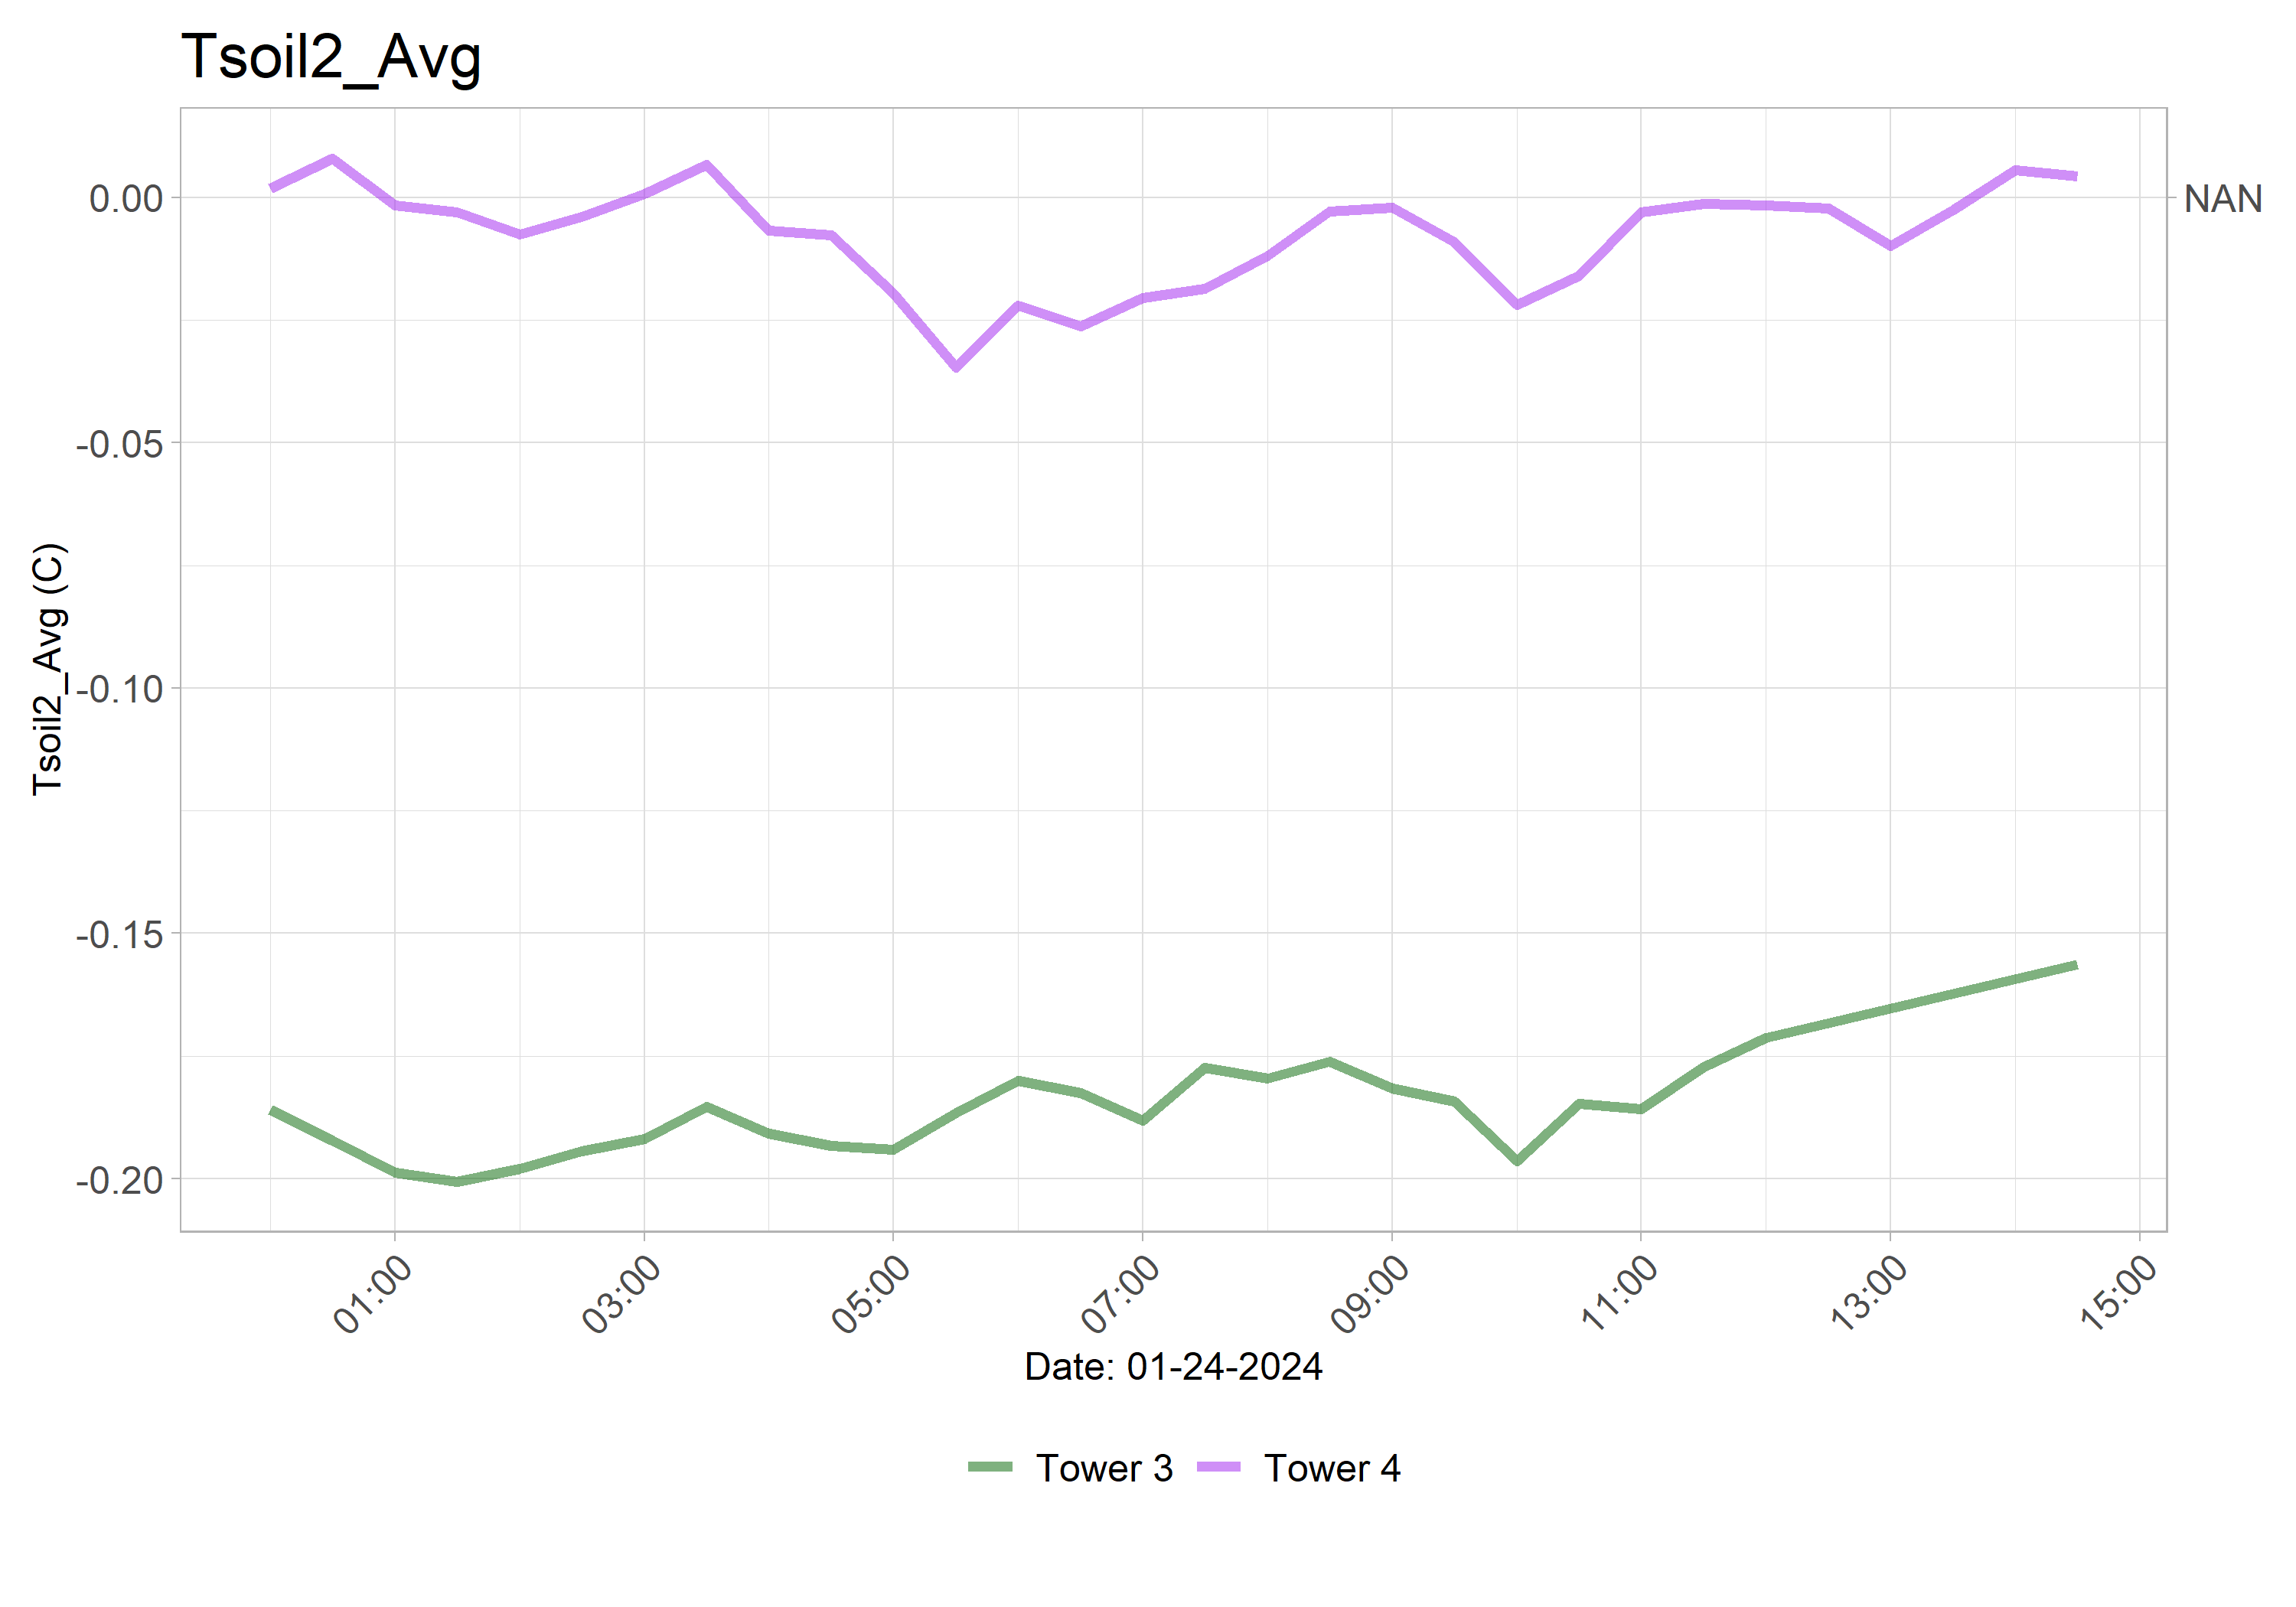 Tsoil2_Avg
0.00
-0.05
-0.10
-0.15
-0.20
NAN
Tsoil2_Avg (C)
01:00
03:00
05:00
07:00
09:00
11:00
13:00
15:00
Date: 01-24-2024
Tower 3
Tower 4